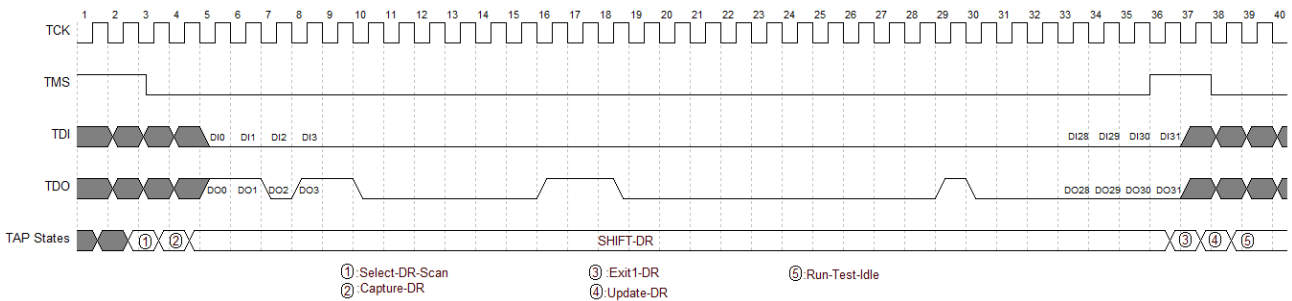 1 2 3 4 5 6 7 8 9 10 11 12 13 14 15 16 17 18 19 20 21 22 23 24 25 26 27 28 29 30 31 32 33 34 35 36 37 38 39 40
TCK
TMS
TDI DI0 DI1 DI2 DI3 DI28 DI29 DI30 DI31
TDO DO0 DO1 DO2 DO3 DO28 DO29 DO30 DO31
TAP States ① ② SHIFT-DR ③ ④ ⑤
①:Select-DR-Scan ③:Exit1-DR ⑤:Run-Test-Idle
②:Capture-DR ④:Update-DR